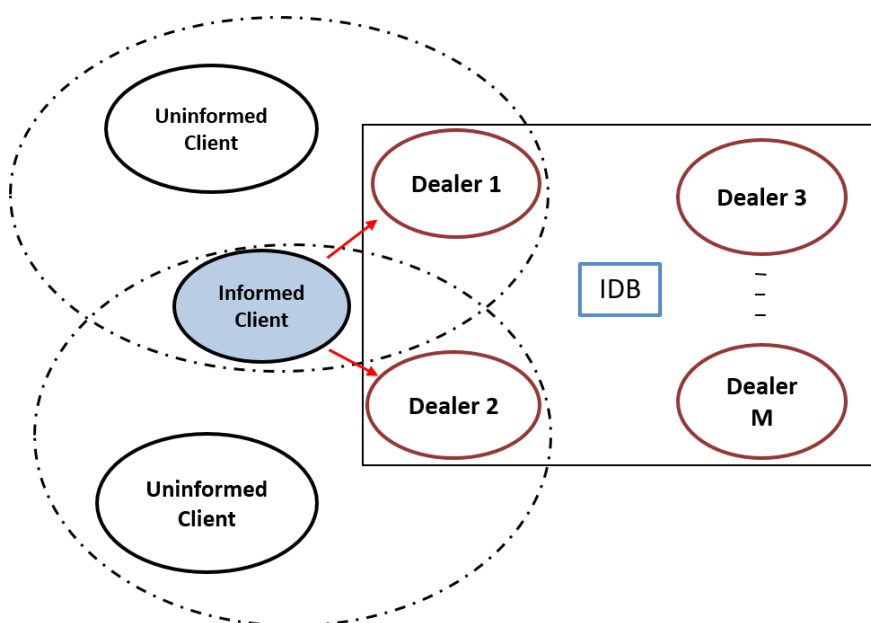 Uninformed
Client
Dealer 1
Dealer 3
Informed
Client
IDB
Dealer 2
Dealer
M
Uninformed
Client